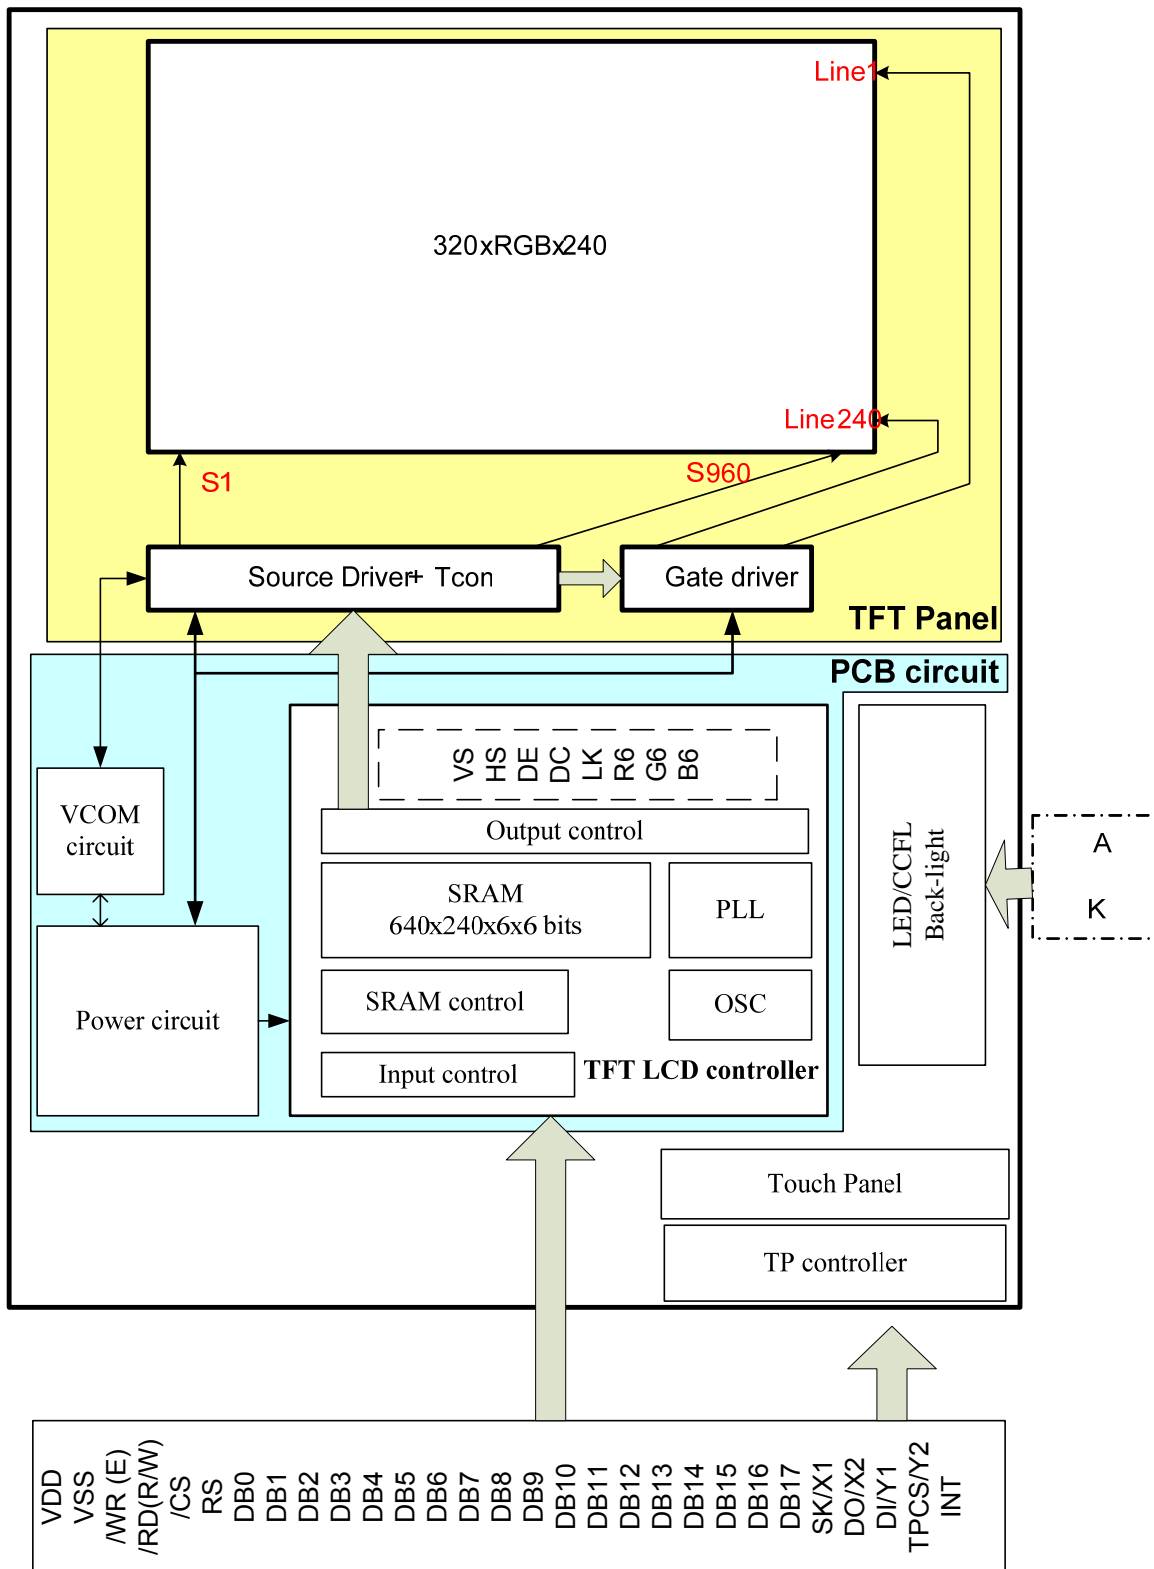 Line1
320xRGBx240
Line240
S1
S960
Source Driver+ Tcon
Gate driver
TFT Panel
PCB circuit
VS
HS
DE
DC
LK
R6
G6
B6
VCOM
circuit
Output control
SRAM
640x240x6x6 bits
PLL
LED/CCFL
Back-light
A
K
Power circuit
SRAM control
OSC
Input control
TFT LCD controller
Touch Panel
TP controller
VDD
VSS
/WR (E)
/RD(R/W)
/CS
RS
DB0
DB1
DB2
DB3
DB4
DB5
DB6
DB7
DB8
DB9
DB10
DB11
DB12
DB13
DB14
DB15
DB16
DB17
SK/X1
DO/X2
DI/Y1
TPCS/Y2
INT